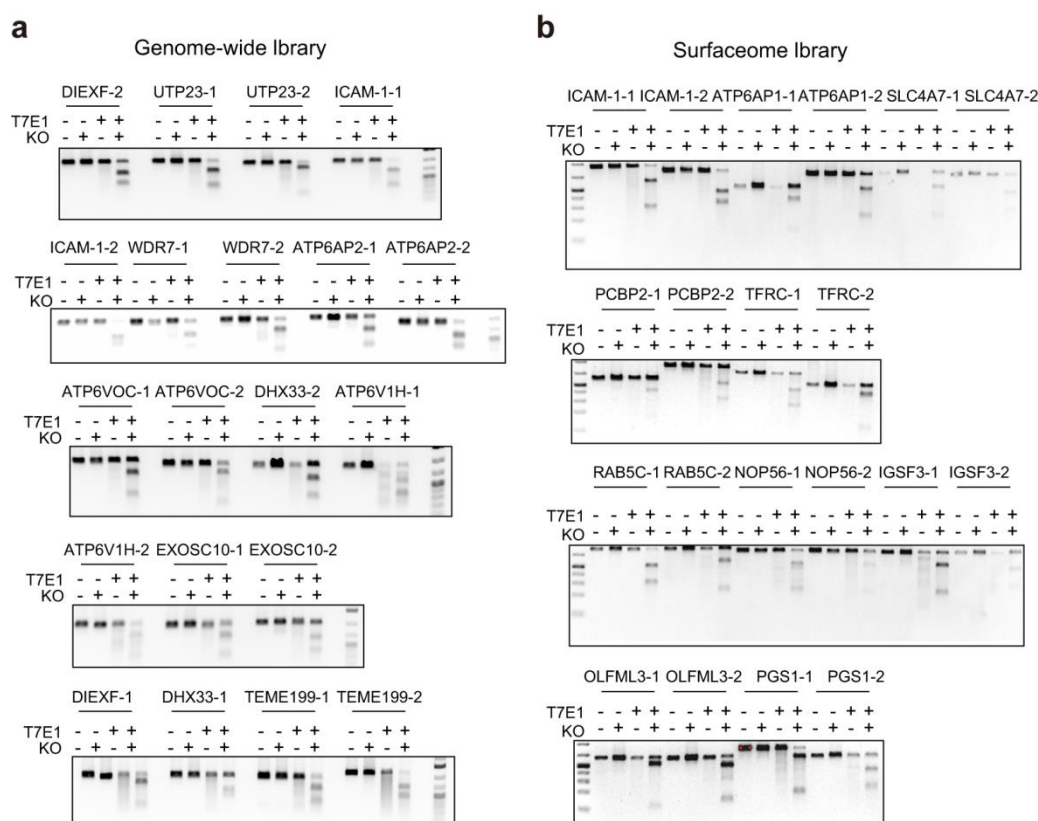 a
Genome-wide lbrary
DIEXF-2 UTP23-1 UTP23-2 ICAM-1-1
T7E1 - - + + - - + + - - + + - - + +
KO - + - + - + - + - + - + - + - +
ICAM-1-2 WDR7-1 WDR7-2 ATP6AP2-1 ATP6AP2-2
T7E1 - - + + - - + + - - + + - - + + - - + +
KO - + - + - + - + - + - + - + - + - + - +
ATP6VOC-1 ATP6VOC-2 DHX33-2 ATP6V1H-1
T7E1 - - + + - - + + - - + + - - + +
KO - + - + - + - + - + - + - + - +
ATP6V1H-2 EXOSC10-1 EXOSC10-2
T7E1 - - + + - - + + - - + +
KO - + - + - + - + - + - +
DIEXF-1 DHX33-1 TEME199-1 TEME199-2
T7E1 - - + + - - + + - - + + - - + +
KO - + - + - + - + - + - + - + - +
b
Surfaceome library
ICAM-1-1 ICAM-1-2 ATP6AP1-1 ATP6AP1-2 SLC4A7-1 SLC4A7-2
T7E1 - - + + - - + + - - + + - - + + - - + + - - + +
KO - + - + - + - + - + - + - + - + - + - + - + - +
PCBP2-1 PCBP2-2 TFRC-1 TFRC-2
T7E1 - - + + - - + + - - + + - - + +
KO - + - + - + - + - + - + - + - +
RAB5C-1 RAB5C-2 NOP56-1 NOP56-2 IGSF3-1 IGSF3-2
T7E1 - - + + - - + + - - + + - - + + - - + + - - + +
KO - + - + - + - + - + - + - + - + - + - + - + - +
OLFML3-1 OLFML3-2 PGS1-1 PGS1-2
T7E1 - - + + - - + + - - + + - - + +
KO - + - + - + - + - + - + - + - +